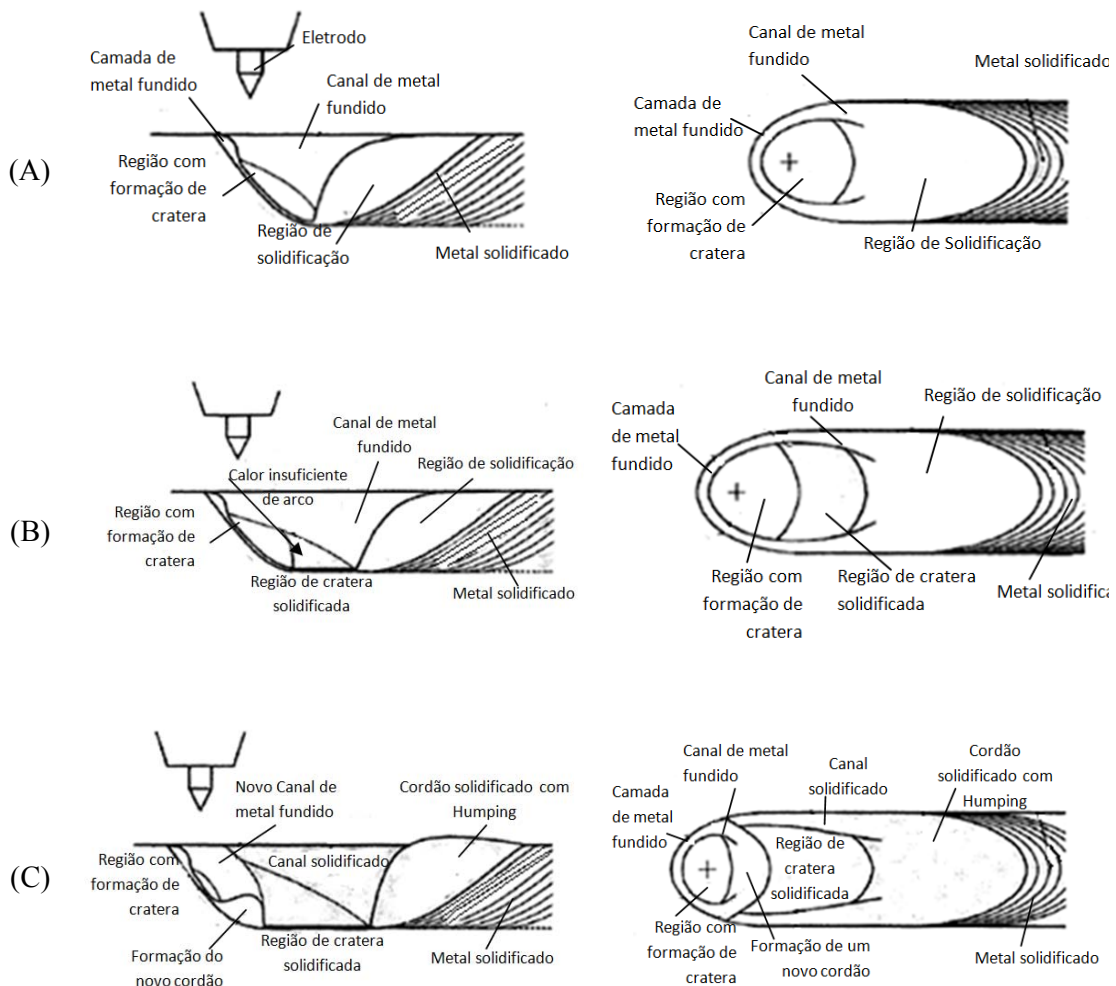 Eletrodo
Camada de
metal fundido
Canal de metal
fundido
(A)
Região com
formação de
cratera
Região de
solidificação
Metal solidificado
Canal de metal
fundido
Metal solidificado
Camada de
metal fundido
Região com
formação de
cratera
Região de Solidificação
Canal de metal
fundido
Calor insuficiente
de arco
Região de solidificação
(B)
Região com
formação de
cratera
Região de cratera
solidificada
Metal solidificado
Canal de metal
fundido
Região de solidificação
Camada
de metal
fundido
Região com
formação de
cratera
Região de cratera
solidificada
Metal solidifica
Novo Canal de
metal fundido
Cordão solidificado com
Humping
(C)
Região com
formação de
cratera
Canal solidificado
Formação do
novo cordão
Região de cratera
solidificada
Metal solidificado
Canal de metal
fundido
Canal
solidificado
Cordão
solidificado com
Humping
Camada
de metal
fundido
Região de
cratera
solidificada
Região com
formação de
cratera
Formação de um
novo cordão
Metal solidificado